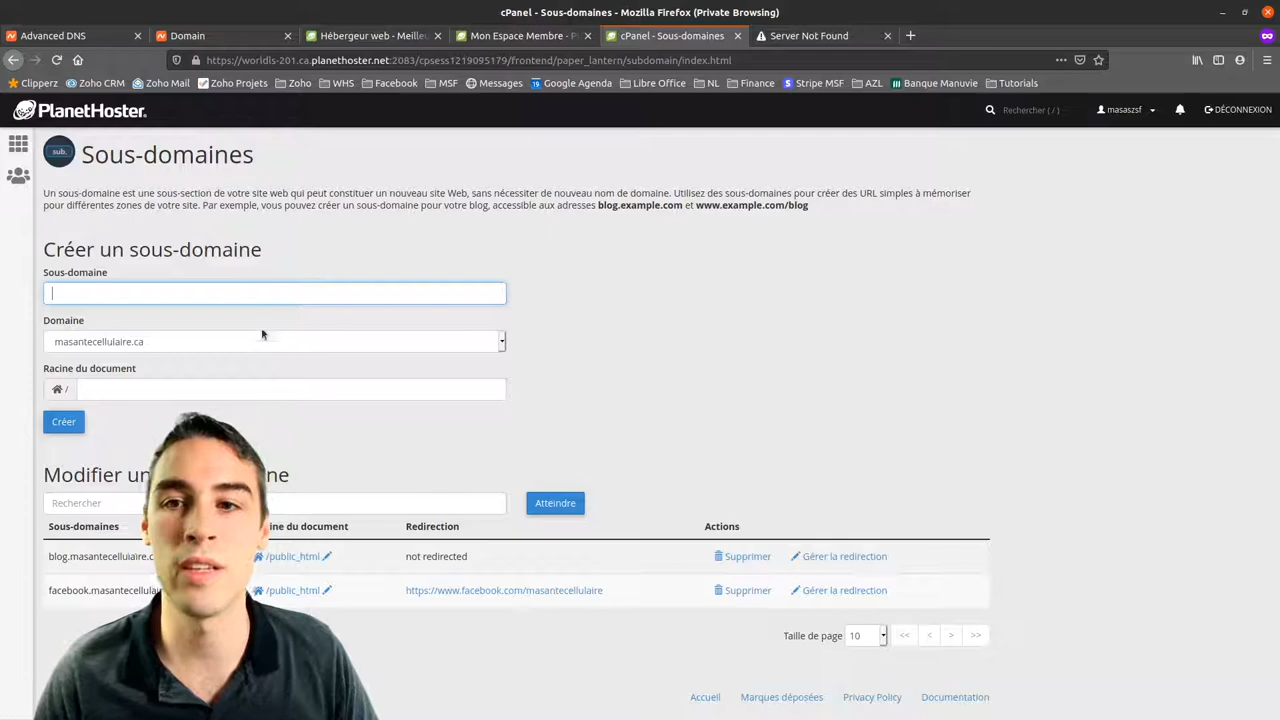 cPanel - Sous-domaines - Mozilla Firefox (Private Browsing)
Advanced DNS
Domain
Hébergeur web - Meilleu
Mon Espace Membre - P
cPanel - Sous-domaines
Server Not Found
https://worldls-201.ca.planethoster.net:2083/cpsess1219095179/frontend/paper_lantern/subdomain/index.html
Clipperz Zoho CRM Zoho Mail Zoho Projets Zoho WHS Facebook MSF Messages Google Agenda Libre Office NL Finance Stripe MSF AZL Banque Manuvie Tutorials
PlanetHoster
Rechercher ( / )
masaszsf
DÉCONNEXION
sub.
Sous-domaines
Un sous-domaine est une sous-section de votre site web qui peut constituer un nouveau site Web, sans nécessiter de nouveau nom de domaine. Utilisez des sous-domaines pour créer des URL simples à mémoriser
pour différentes zones de votre site. Par exemple, vous pouvez créer un sous-domaine pour votre blog, accessible aux adresses blog.example.com et www.example.com/blog
Créer un sous-domaine
Sous-domaine
Domaine
masantecellulaire.ca
Racine du document
/
Créer
Modifier un
Rechercher
Atteindre
Sous-domaines
du document
Redirection
Actions
blog.masantecellulaire.c
/public_html
not redirected
Supprimer
Gérer la redirection
facebook.masantecellulai
/public_html
https://www.facebook.com/masantecellulaire
Supprimer
Gérer la redirection
Taille de page 10 << < > >>
Accueil Marques déposées Privacy Policy Documentation